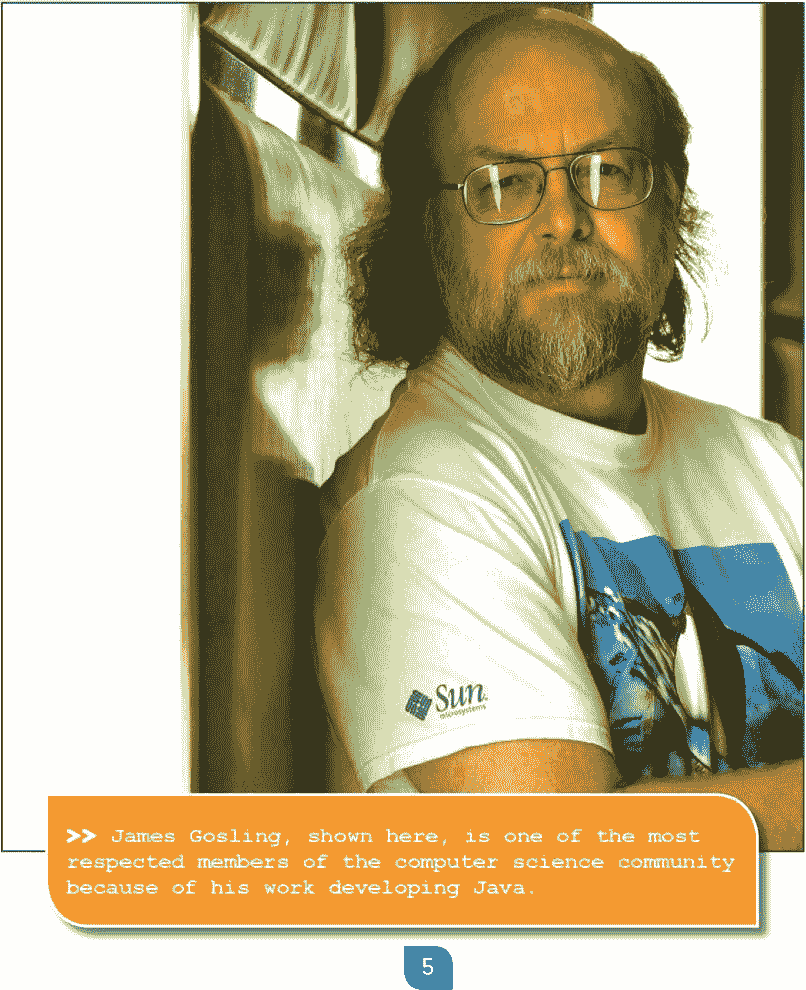 Sun
microsystems
>> James Gosling, shown here, is one of the most
respected members of the computer science community
because of his work developing Java.
5